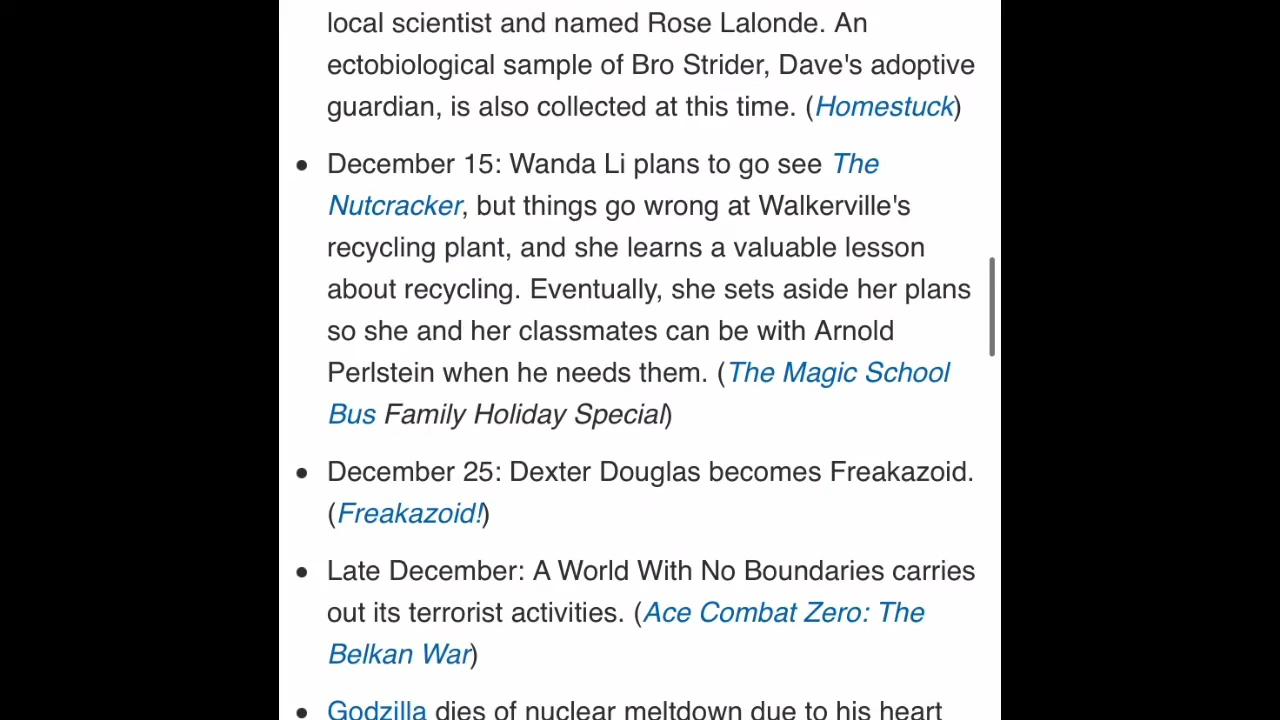 local scientist and named Rose Lalonde. An
ectobiological sample of Bro Strider, Dave's adoptive
guardian, is also collected at this time. (Homestuck)
• December 15: Wanda Li plans to go see The
Nutcracker, but things go wrong at Walkerville's
recycling plant, and she learns a valuable lesson
about recycling. Eventually, she sets aside her plans
so she and her classmates can be with Arnold
Perlstein when he needs them. (The Magic School
Bus Family Holiday Special)
• December 25: Dexter Douglas becomes Freakazoid.
(Freakazoid!)
• Late December: A World With No Boundaries carries
out its terrorist activities. (Ace Combat Zero: The
Belkan War)
• Godzilla dies of nuclear meltdown due to his heart